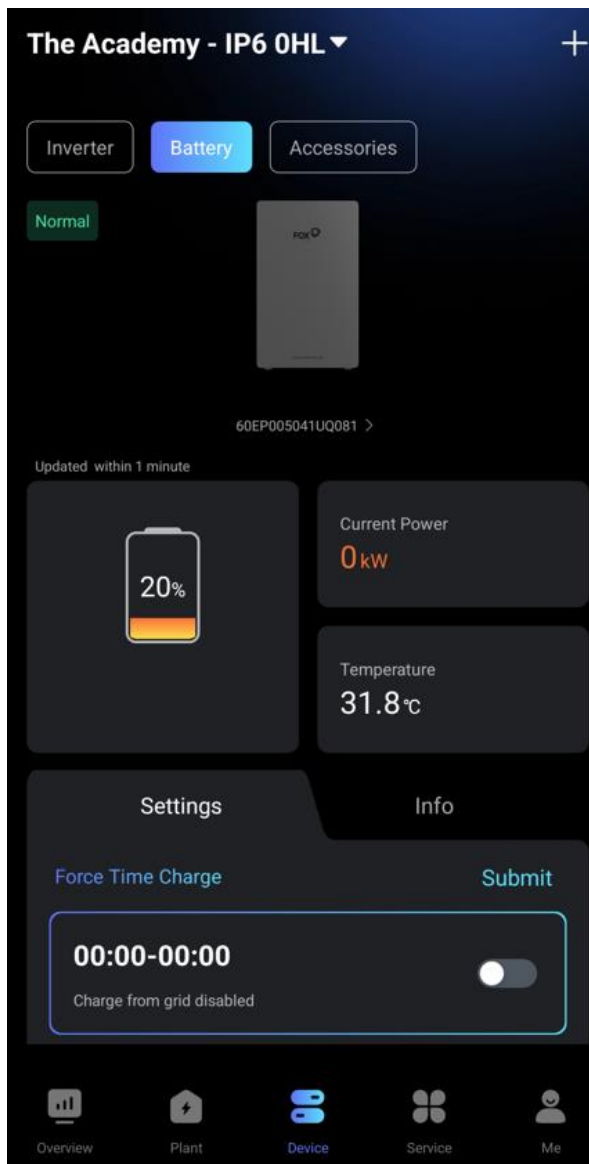 The Academy - IP6 0HL
Inverter
Battery
Accessories
Normal
FOX
60EP005041UQ081
Updated within 1 minute
20%
Current Power
0 kW
Temperature
31.8 ℃
Settings
Info
Force Time Charge
Submit
00:00-00:00
Charge from grid disabled
Overview
Plant
Device
Service
Me